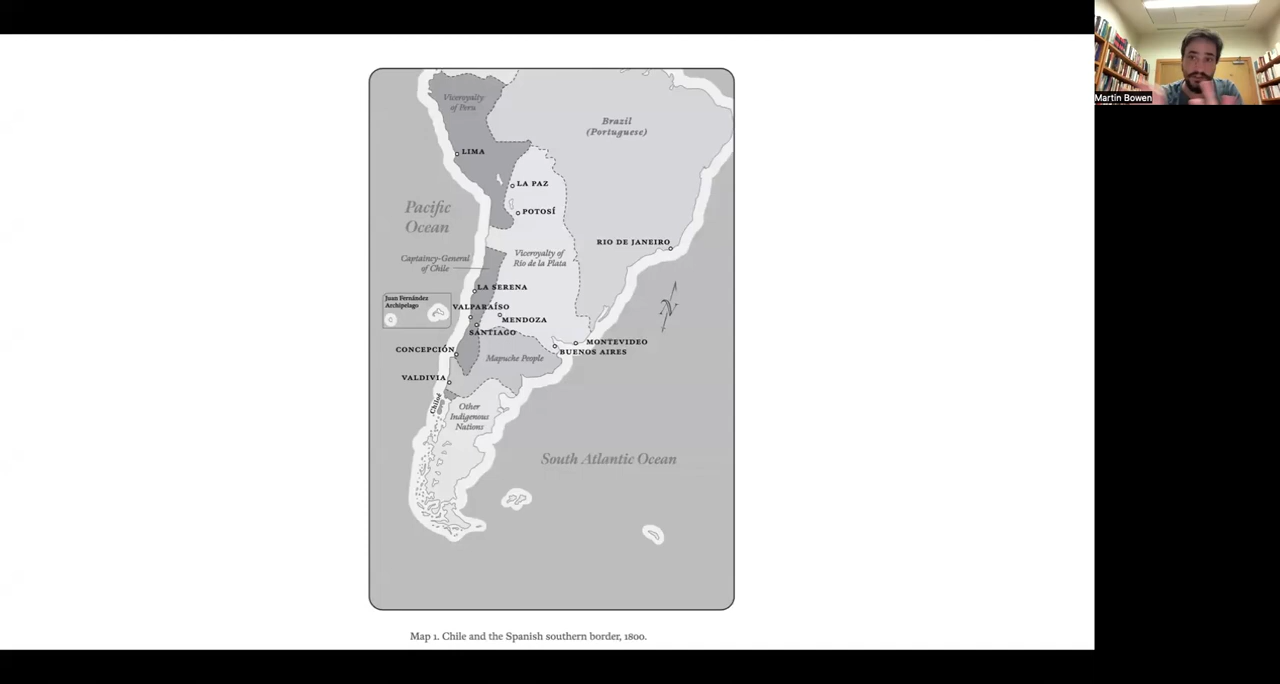 Martin Bowen
Viceroyalty
of Peru
Brazil
(Portuguese)
LIMA
LA PAZ
Pacific
Ocean
POTOSÍ
RIO DE JANEIRO
Captaincy-General
of Chile
Viceroyalty of
Río de la Plata
LA SERENA
Juan Fernández
Archipelago
VALPARAÍSO
MENDOZA
N
SANTIAGO
CONCEPCIÓN
MONTEVIDEO
BUENOS AIRES
Mapuche People
VALDIVIA
Chiloé
Other
Indigenous
Nations
South Atlantic Ocean
Map 1. Chile and the Spanish southern border, 1800.